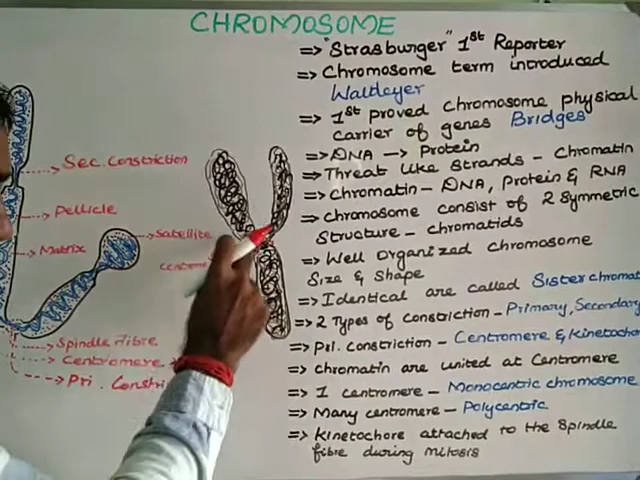 CHROMOSOME
=> "Strasburger" 1st Reporter
=> Chromosome term introduced
Waldeyer
=> 1st proved chromosome physical
carrier of genes Bridges
=> DNA -> Protein
=> Threat like Strands - Chromatin
=> Chromatin - DNA, Protein & RNA
=> Chromosome consist of 2 Symmetric
Structure - chromatids
=> Well organized chromosome
Size & shape
=> Identical are called Sister chromat
=> 2 Types of constriction - Primary, Secondary
=> Pri. Constriction - Centromere & kinetochor
=> Chromatin are united at Centromere
=> 1 centromere - Monocentric chromosome
=> Many centromere - Polycentric
=> Kinetochore attached to the Spindle
fibre during mitosis
Sec. Constriction
Pellicle
Matrix
Satellite
Centrome
Spindle Fibre
Centromere
Pri. Constri